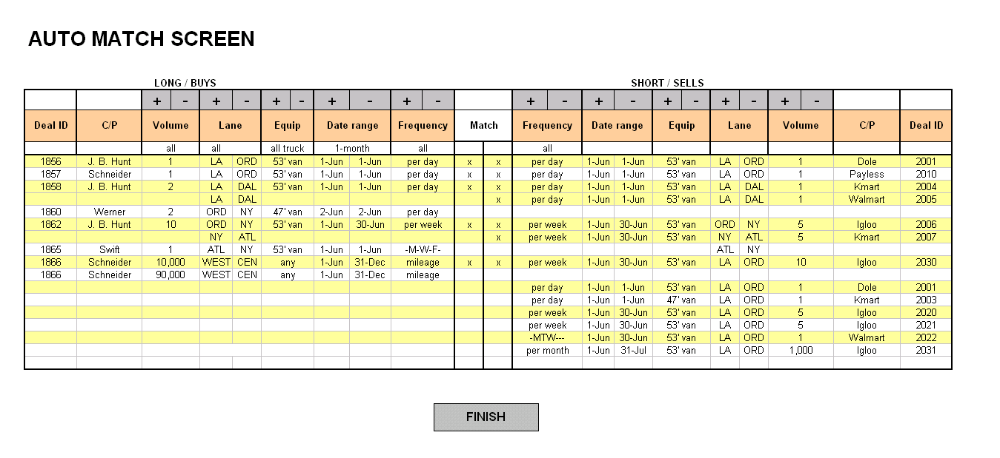 AUTO MATCH SCREEN
LONG / BUYS SHORT / SELLS
+ - + - + - + - + - + - + - + - + - + -
Deal ID C/P Volume Lane Equip Date range Frequency Match Frequency Date range Equip Lane Volume C/P Deal ID
all all all truck 1-month all all
1856 J. B. Hunt 1 LA ORD 53' van 1-Jun 1-Jun per day x x per day 1-Jun 1-Jun 53' van LA ORD 1 Dole 2001
1857 Schneider 1 LA ORD 53' van 1-Jun 1-Jun per day x x per day 1-Jun 1-Jun 53' van LA ORD 1 Payless 2010
1858 J. B. Hunt 2 LA DAL 53' van 1-Jun 1-Jun per day x x per day 1-Jun 1-Jun 53' van LA DAL 1 Kmart 2004
LA DAL x per day 1-Jun 1-Jun 53' van LA DAL 1 Walmart 2005
1860 Werner 2 ORD NY 47' van 2-Jun 2-Jun per day
1862 J. B. Hunt 10 ORD NY 53' van 1-Jun 30-Jun per week x x per week 1-Jun 30-Jun 53' van ORD NY 5 Igloo 2006
NY ATL x per week 1-Jun 30-Jun 53' van NY ATL 5 Kmart 2007
1865 Swift 1 ATL NY 53' van 1-Jun 1-Jun -M-W-F- ATL NY
1866 Schneider 10,000 WEST CEN any 1-Jun 31-Dec mileage x x per week 1-Jun 30-Jun 53' van LA ORD 10 Igloo 2030
1866 Schneider 90,000 WEST CEN any 1-Jun 31-Dec mileage
per day 1-Jun 1-Jun 53' van LA ORD 1 Dole 2001
per day 1-Jun 1-Jun 47' van LA ORD 1 Kmart 2003
per week 1-Jun 30-Jun 53' van LA ORD 5 Igloo 2020
per week 1-Jun 30-Jun 53' van LA ORD 5 Igloo 2021
-MTW--- 1-Jun 30-Jun 53' van LA ORD 1 Walmart 2022
per month 1-Jun 31-Jul 53' van LA ORD 1,000 Igloo 2031
FINISH